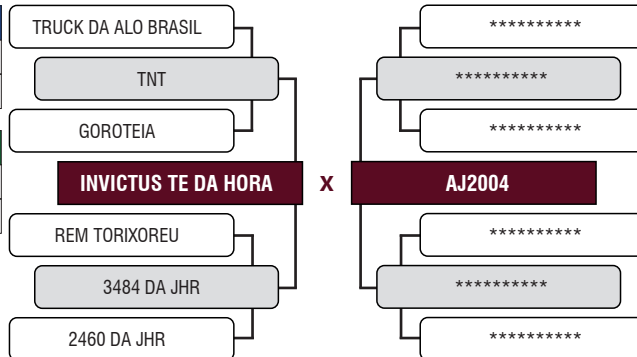 TRUCK DA ALO BRASIL
TNT
GOROTEIA
INVICTUS TE DA HORA
REM TORIXOREU
3484 DA JHR
2460 DA JHR
X
**********
**********
**********
AJ2004
**********
**********
**********